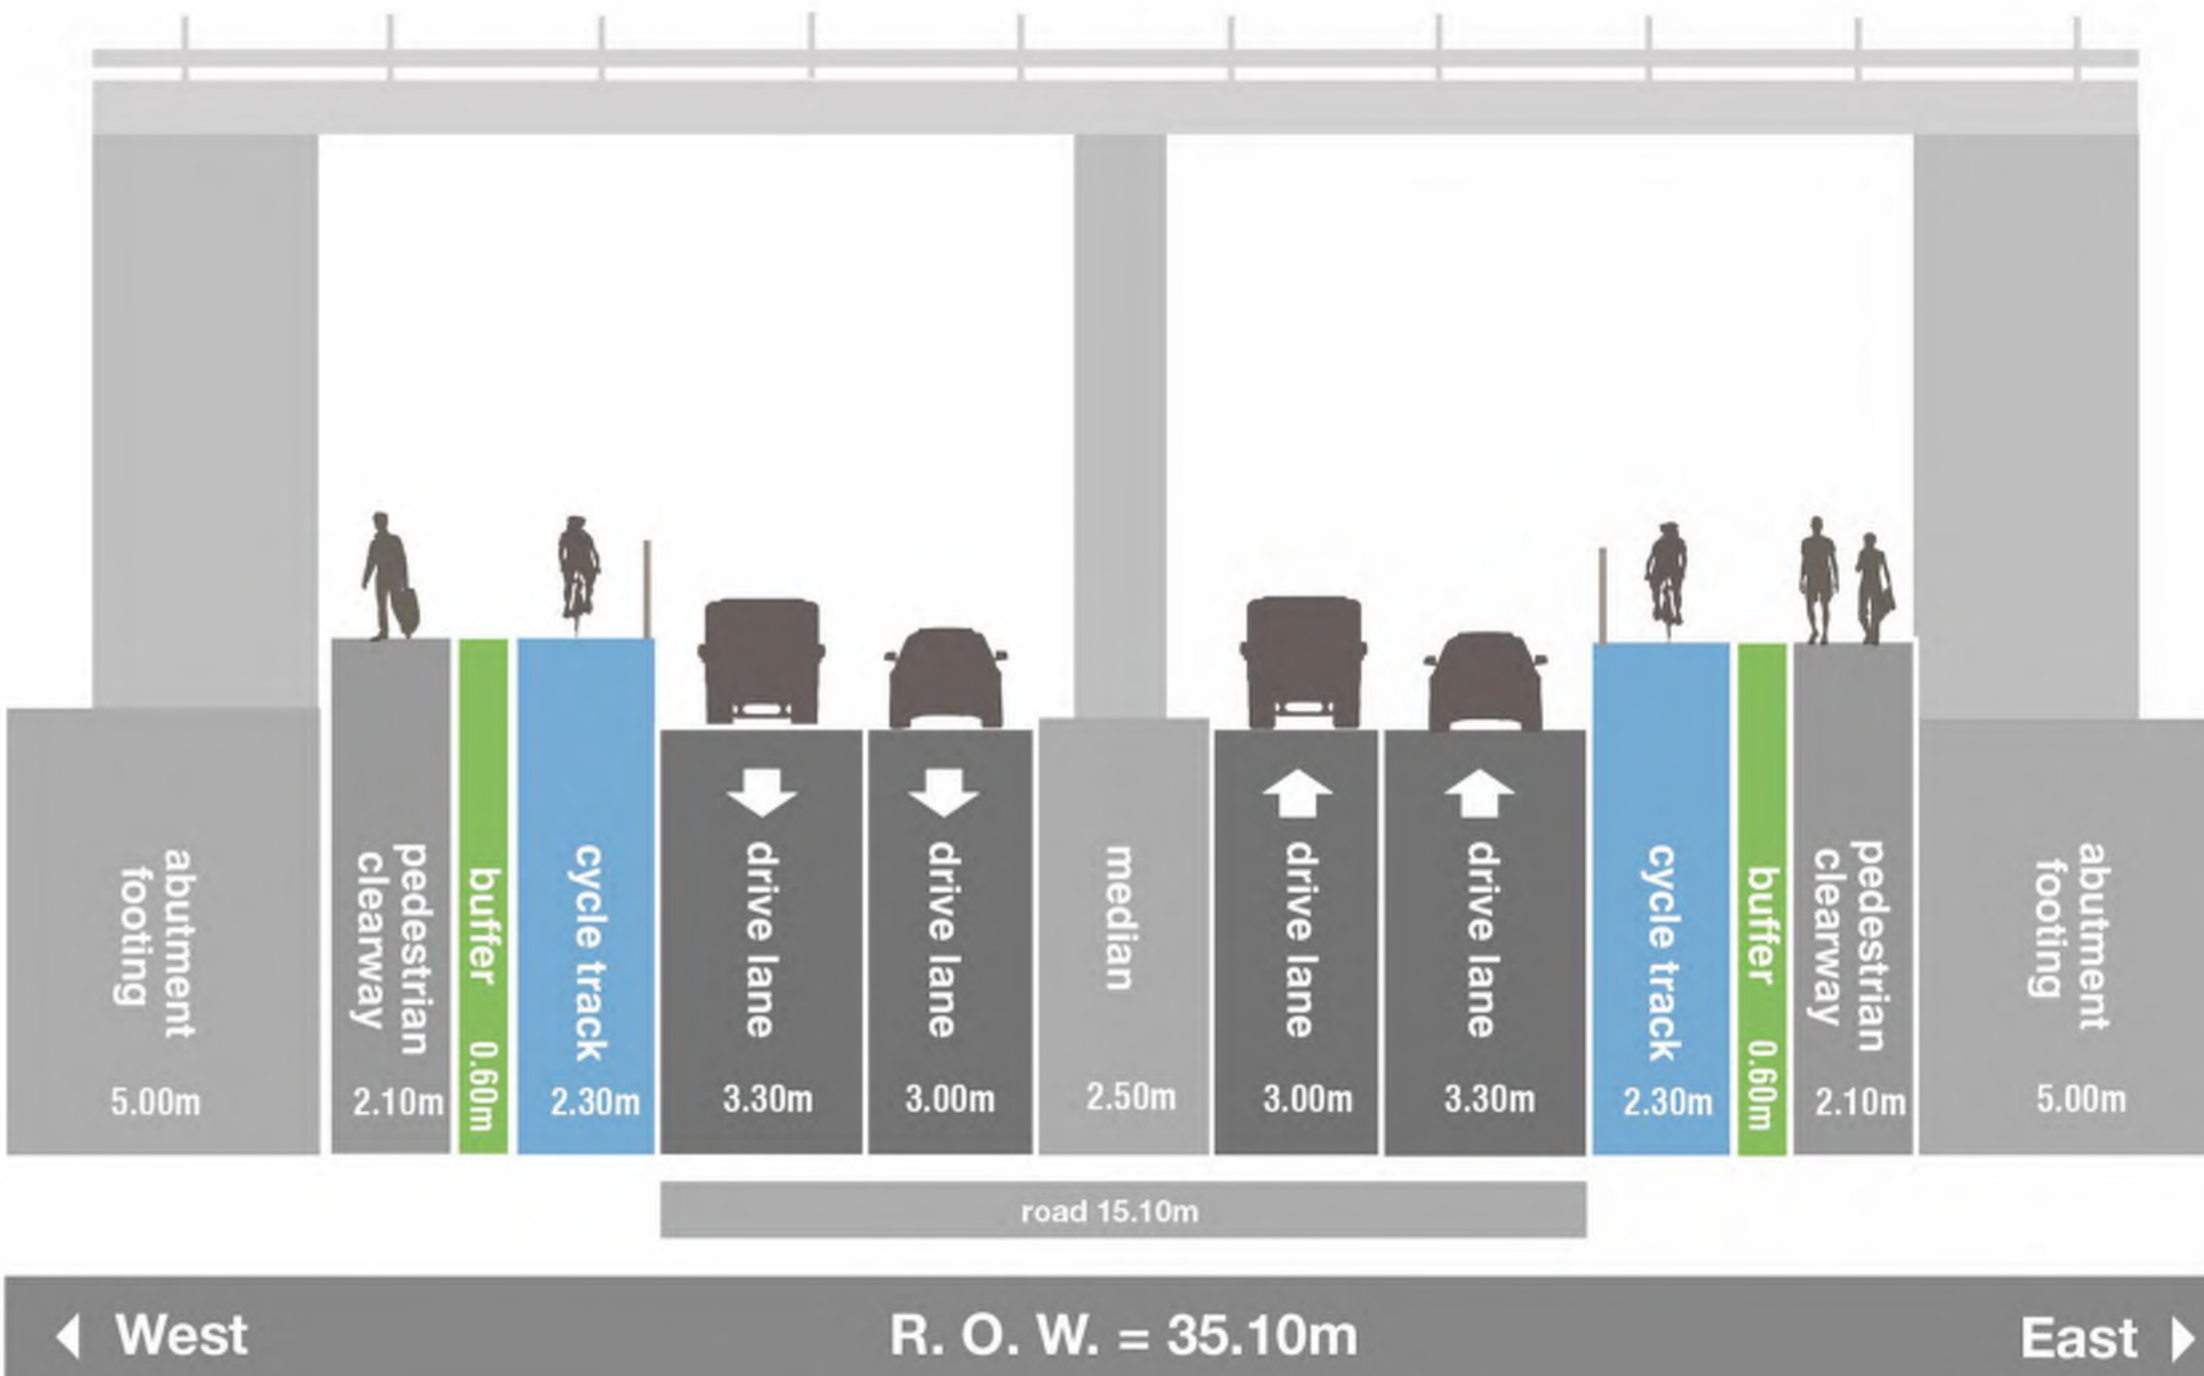 abutment
footing
5.00m
pedestrian
clearway
2.10m
buffer 0.60m
cycle track
2.30m
drive lane
3.30m
drive lane
3.00m
median
2.50m
drive lane
3.00m
drive lane
3.30m
cycle track
2.30m
buffer 0.60m
pedestrian
clearway
2.10m
abutment
footing
5.00m
road 15.10m
West
R. O. W. = 35.10m
East